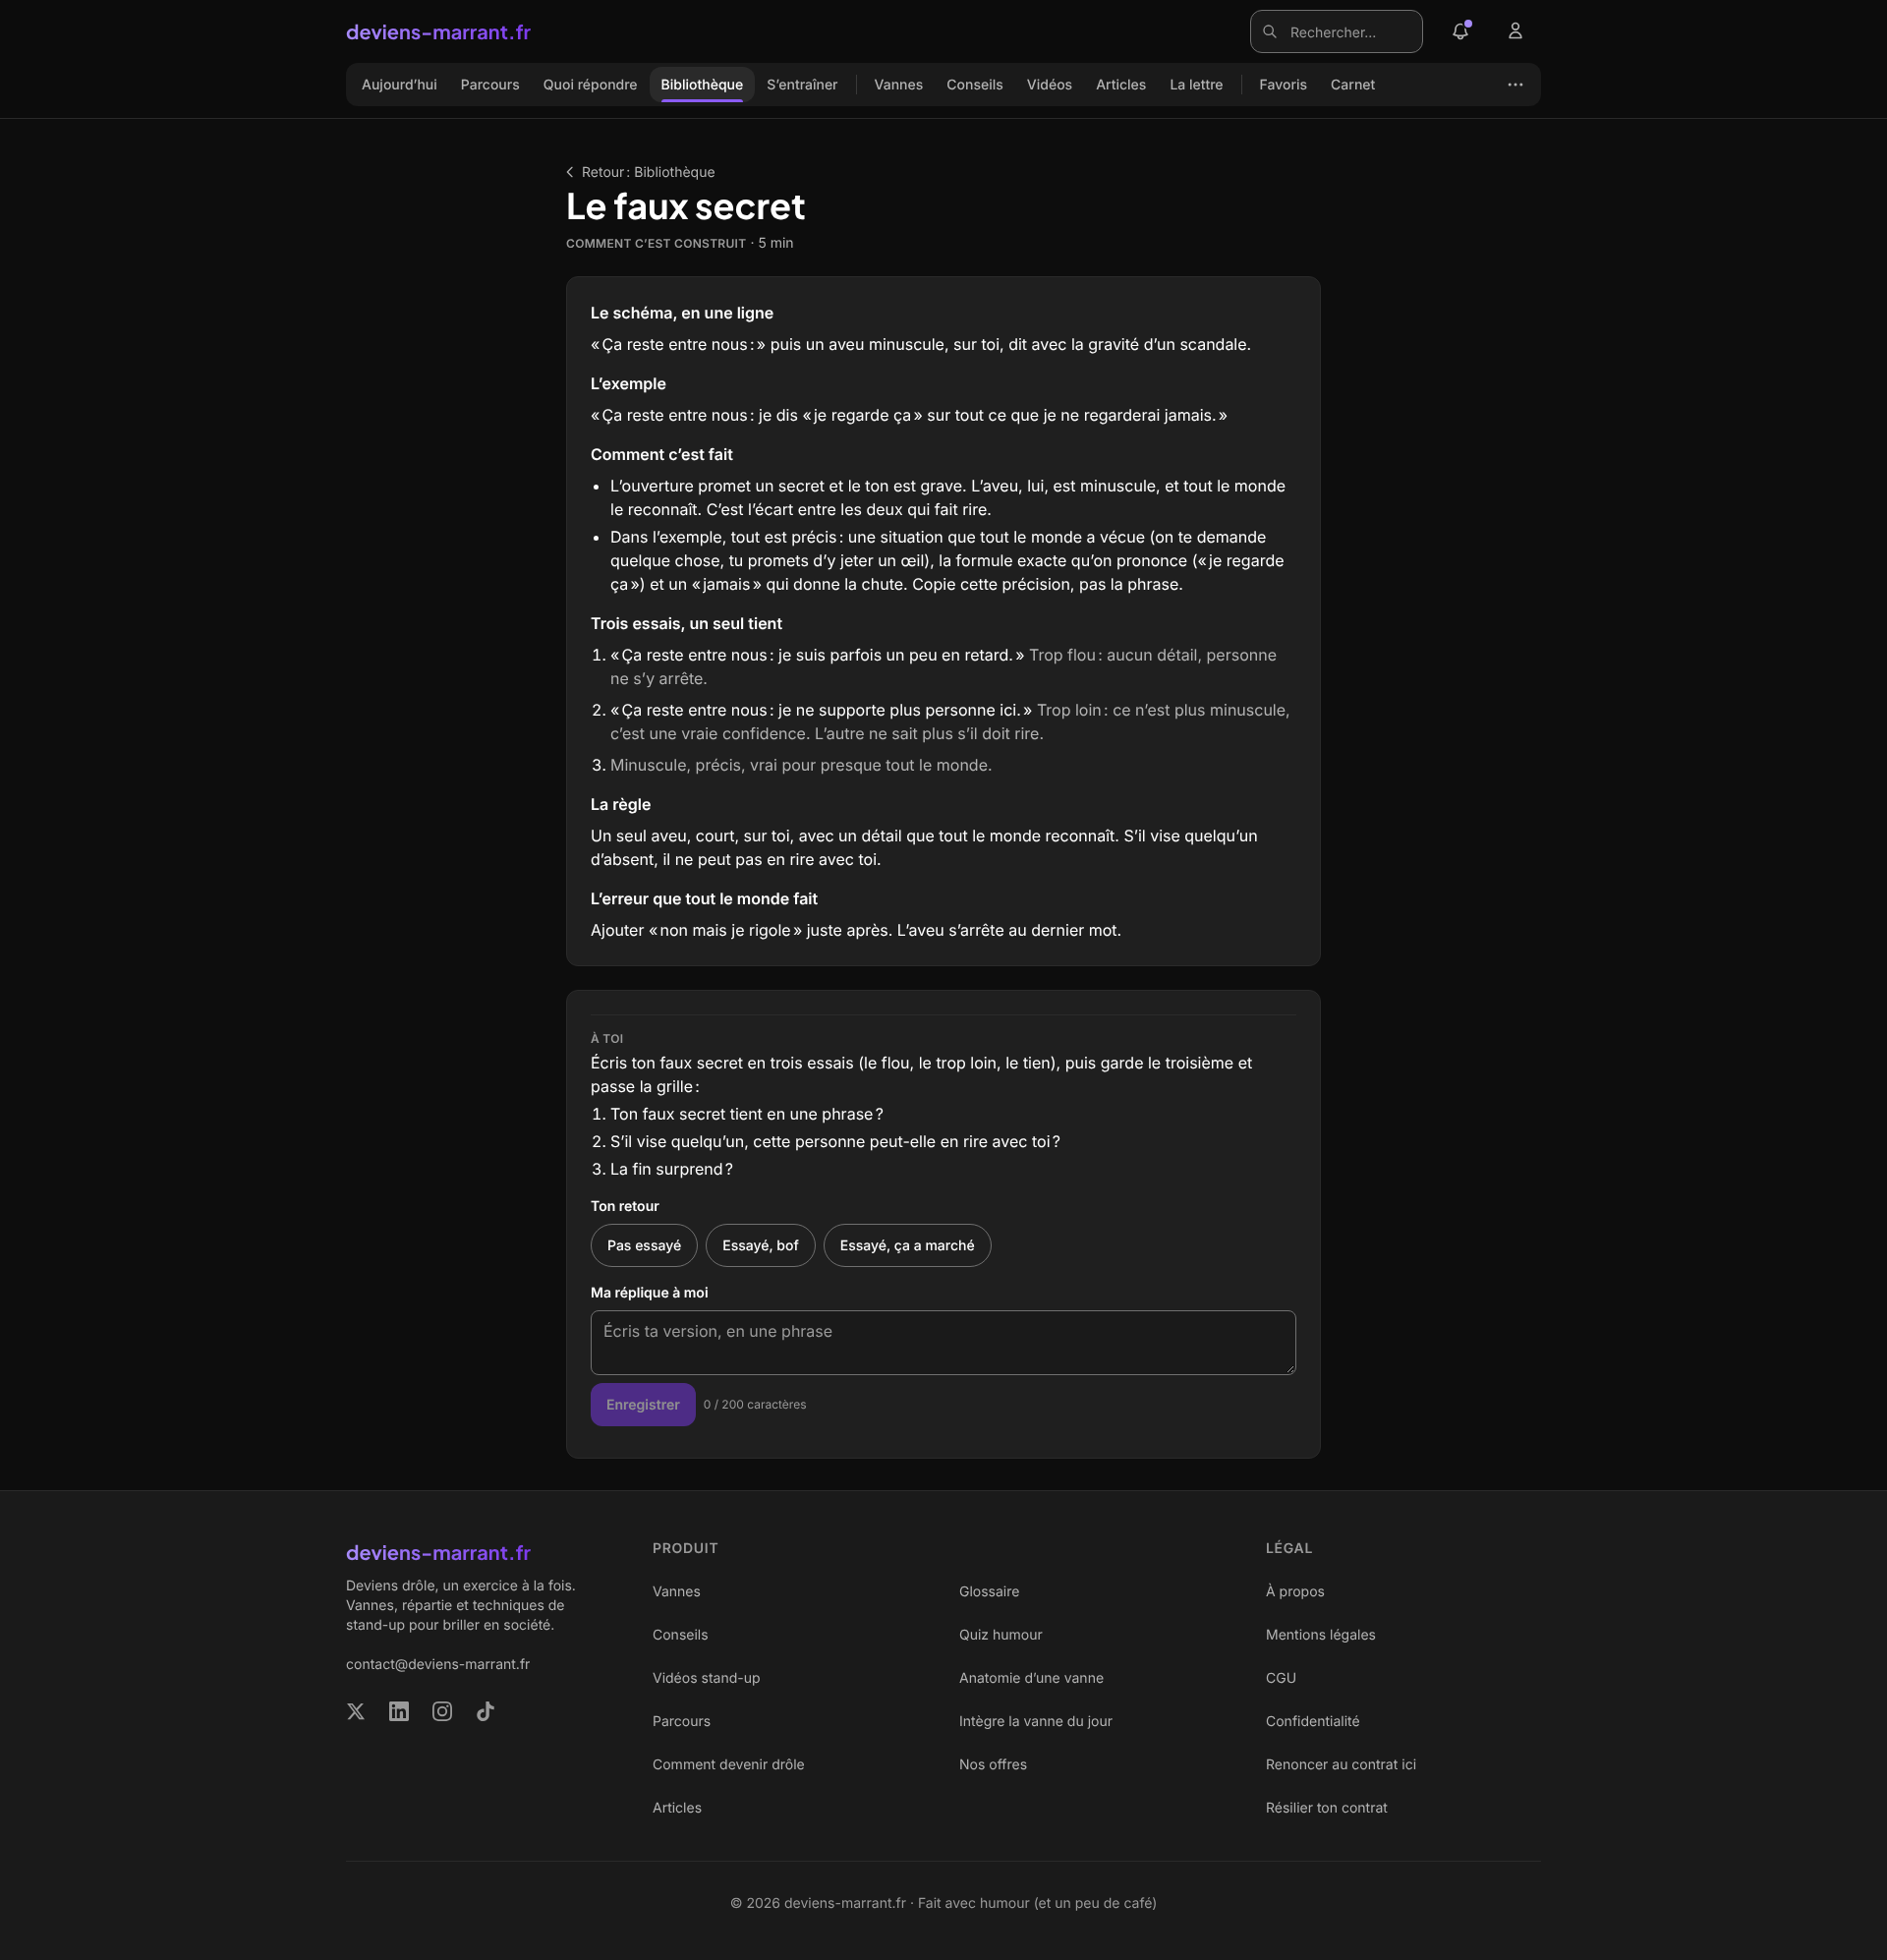 deviens-marrant.fr
Rechercher...
Aujourd’hui
Parcours
Quoi répondre
Bibliothèque
S’entraîner
Vannes
Conseils
Vidéos
Articles
La lettre
Favoris
Carnet
Retour : Bibliothèque
Le faux secret
COMMENT C’EST CONSTRUIT · 5 min
Le schéma, en une ligne
« Ça reste entre nous : » puis un aveu minuscule, sur toi, dit avec la gravité d’un scandale.
L’exemple
« Ça reste entre nous : je dis « je regarde ça » sur tout ce que je ne regarderai jamais. »
Comment c’est fait
• L’ouverture promet un secret et le ton est grave. L’aveu, lui, est minuscule, et tout le monde
le reconnaît. C’est l’écart entre les deux qui fait rire.
• Dans l’exemple, tout est précis : une situation que tout le monde a vécue (on te demande
quelque chose, tu promets d’y jeter un œil), la formule exacte qu’on prononce (« je regarde
ça ») et un « jamais » qui donne la chute. Copie cette précision, pas la phrase.
Trois essais, un seul tient
1. « Ça reste entre nous : je suis parfois un peu en retard. » Trop flou : aucun détail, personne
ne s’y arrête.
2. « Ça reste entre nous : je ne supporte plus personne ici. » Trop loin : ce n’est plus minuscule,
c’est une vraie confidence. L’autre ne sait plus s’il doit rire.
3. Minuscule, précis, vrai pour presque tout le monde.
La règle
Un seul aveu, court, sur toi, avec un détail que tout le monde reconnaît. S’il vise quelqu’un
d’absent, il ne peut pas en rire avec toi.
L’erreur que tout le monde fait
Ajouter « non mais je rigole » juste après. L’aveu s’arrête au dernier mot.
À TOI
Écris ton faux secret en trois essais (le flou, le trop loin, le tien), puis garde le troisième et
passe la grille :
1. Ton faux secret tient en une phrase ?
2. S’il vise quelqu’un, cette personne peut-elle en rire avec toi ?
3. La fin surprend ?
Ton retour
Pas essayé
Essayé, bof
Essayé, ça a marché
Ma réplique à moi
Écris ta version, en une phrase
Enregistrer
0 / 200 caractères
deviens-marrant.fr
Deviens drôle, un exercice à la fois.
Vannes, répartie et techniques de
stand-up pour briller en société.
contact@deviens-marrant.fr
PRODUIT
Vannes
Conseils
Vidéos stand-up
Parcours
Comment devenir drôle
Articles
Glossaire
Quiz humour
Anatomie d’une vanne
Intègre la vanne du jour
Nos offres
LÉGAL
À propos
Mentions légales
CGU
Confidentialité
Renoncer au contrat ici
Résilier ton contrat
© 2026 deviens-marrant.fr · Fait avec humour (et un peu de café)